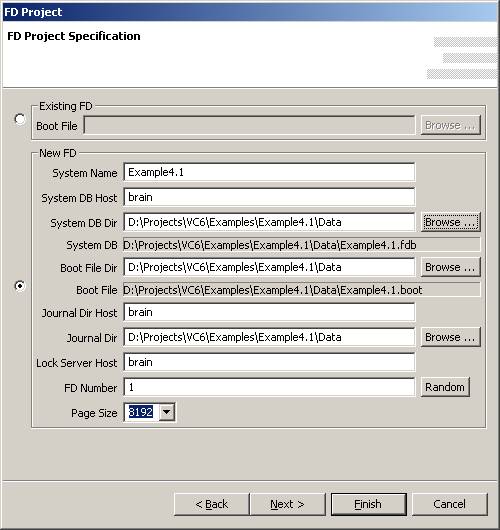 FD Project
FD Project Specification
Existing FD
Boot File Browse ...
New FD
System Name Example4.1
System DB Host brain
System DB Dir D:\Projects\VC6\Examples\Example4.1\Data Browse ...
System DB D:\Projects\VC6\Examples\Example4.1\Data\Example4.1.fdb
Boot File Dir D:\Projects\VC6\Examples\Example4.1\Data Browse ...
Boot File D:\Projects\VC6\Examples\Example4.1\Data\Example4.1.boot
Journal Dir Host brain
Journal Dir D:\Projects\VC6\Examples\Example4.1\Data Browse ...
Lock Server Host brain
FD Number 1 Random
Page Size 8192
< Back Next > Finish Cancel